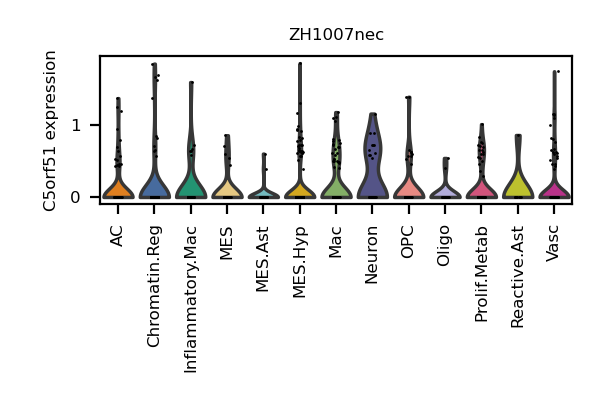 ZH1007nec
C5orf51 expression
1
0
AC
Chromatin.Reg
Inflammatory.Mac
MES
MES.Ast
MES.Hyp
Mac
Neuron
OPC
Oligo
Prolif.Metab
Reactive.Ast
Vasc